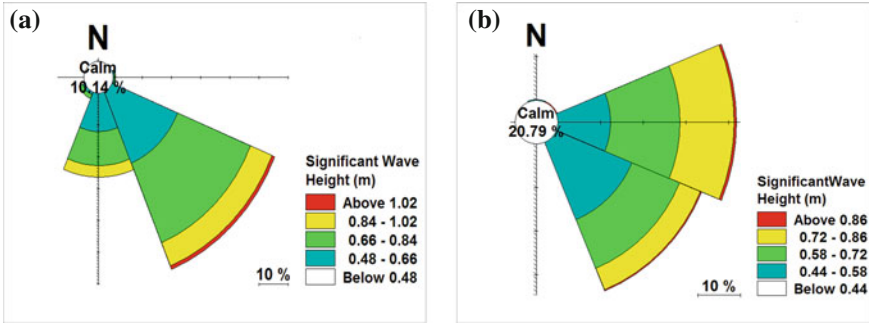 (a)
N
Calm
10.14 %
Significant Wave
Height (m)
Above 1.02
0.84 - 1.02
0.66 - 0.84
0.48 - 0.66
Below 0.48
10 %
(b)
N
Calm
20.79 %
SignificantWave
Height (m)
Above 0.86
0.72 - 0.86
0.58 - 0.72
0.44 - 0.58
Below 0.44
10 %